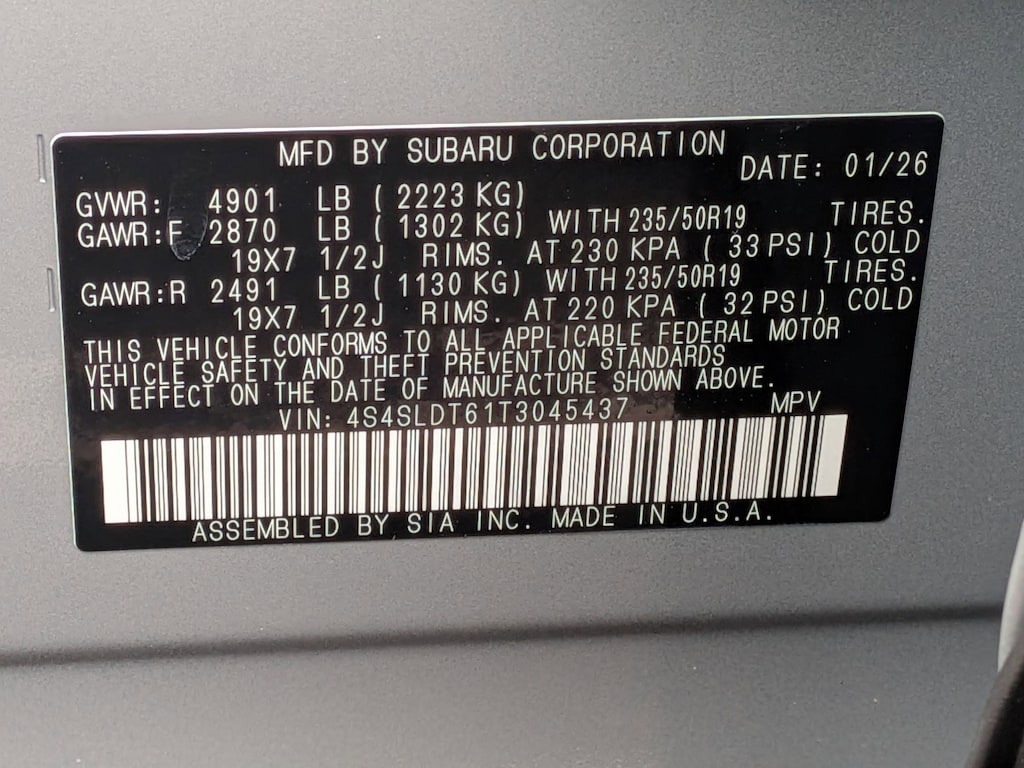 MFD BY SUBARU CORPORATION
DATE: 01/26
GVWR: 4901 LB ( 2223 KG)
GAWR:F 2870 LB ( 1302 KG) WITH 235/50R19 TIRES.
19X7 1/2J RIMS. AT 230 KPA ( 33 PSI) COLD
GAWR:R 2491 LB ( 1130 KG) WITH 235/50R19 TIRES.
19X7 1/2J RIMS. AT 220 KPA ( 32 PSI) COLD
THIS VEHICLE CONFORMS TO ALL APPLICABLE FEDERAL MOTOR
VEHICLE SAFETY AND THEFT PREVENTION STANDARDS
IN EFFECT ON THE DATE OF MANUFACTURE SHOWN ABOVE.
VIN: 4S4SLDT61T3045437 MPV
ASSEMBLED BY SIA INC. MADE IN U.S.A.